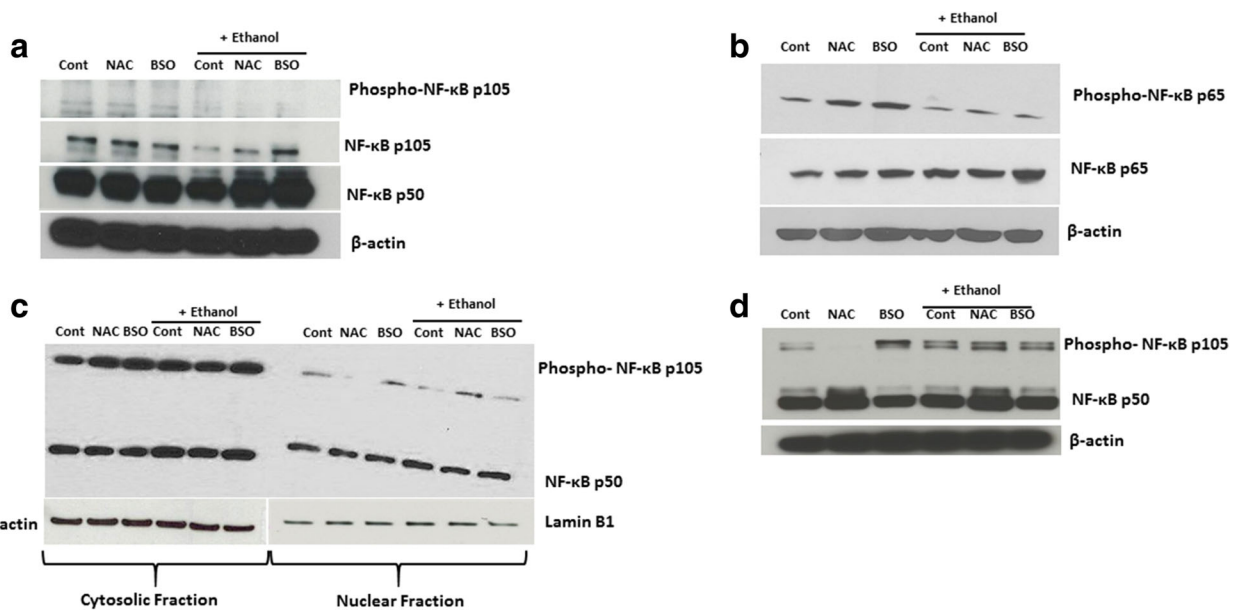 a
+ Ethanol
Cont NAC BSO Cont NAC BSO
Phospho-NF-κB p105
NF-κB p105
NF-κB p50
β-actin
b
+ Ethanol
Cont NAC BSO Cont NAC BSO
Phospho-NF-κB p65
NF-κB p65
β-actin
c
+ Ethanol + Ethanol
Cont NAC BSO Cont NAC BSO Cont NAC BSO Cont NAC BSO
Phospho- NF-κB p105
NF-κB p50
actin Lamin B1
Cytosolic Fraction Nuclear Fraction
d
+ Ethanol
Cont NAC BSO Cont NAC BSO
Phospho- NF-κB p105
NF-κB p50
β-actin